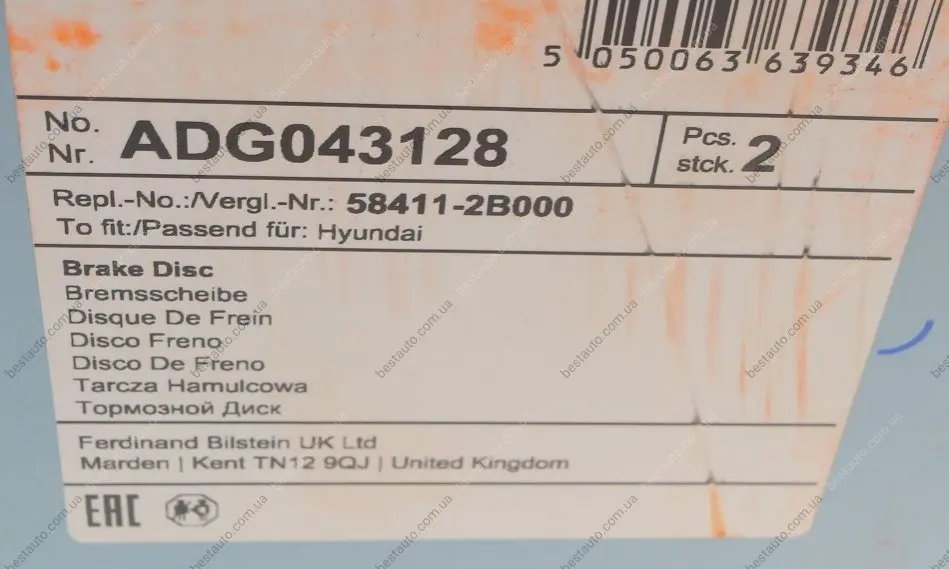 5 050063 639346
No.
Nr. ADG043128
Pcs.
stck. 2
Repl.-No.:/Vergl.-Nr.: 58411-2B000
To fit:/Passend für: Hyundai
Brake Disc
Bremsscheibe
Disque De Frein
Disco Freno
Disco De Freno
Tarcza Hamulcowa
Тормозной Диск
Ferdinand Bilstein UK Ltd
Marden | Kent TN12 9QJ | United Kingdom
EAC
bestauto.com.ua